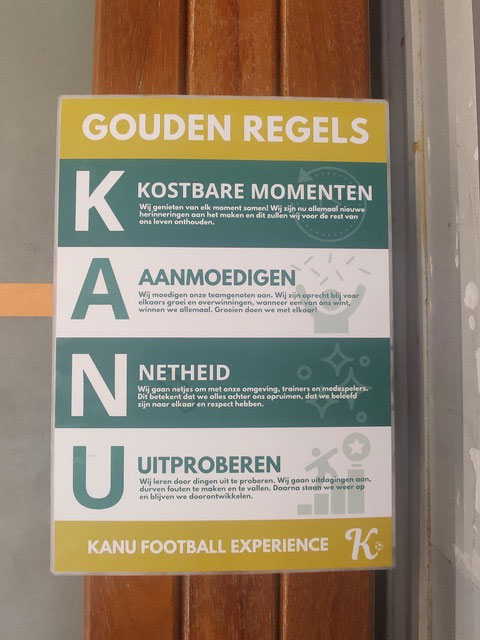 GOUDEN REGELS
K
KOSTBARE MOMENTEN
Wij genieten van elk moment samen! Wij zijn nu allemaal nieuwe
herinneringen aan het maken en dit zullen wij voor de rest van
ons leven onthouden.
A
AANMOEDIGEN
Wij moedigen onze teamgenoten aan. Wij zijn oprecht blij voor
elkaars groei en overwinningen, wanneer een van ons wint,
winnen we allemaal. Groeien doen we met elkaar!
N
NETHEID
Wij gaan netjes om met onze omgeving, trainers en medespelers.
Dit betekent dat we alles achter ons opruimen, dat we beleefd
zijn naar elkaar en respect hebben.
U
UITPROBEREN
Wij leren door dingen uit te proberen. Wij gaan uitdagingen aan,
durven fouten te maken en te vallen. Daarna staan we weer op
en blijven we doorontwikkelen.
KANU FOOTBALL EXPERIENCE
K